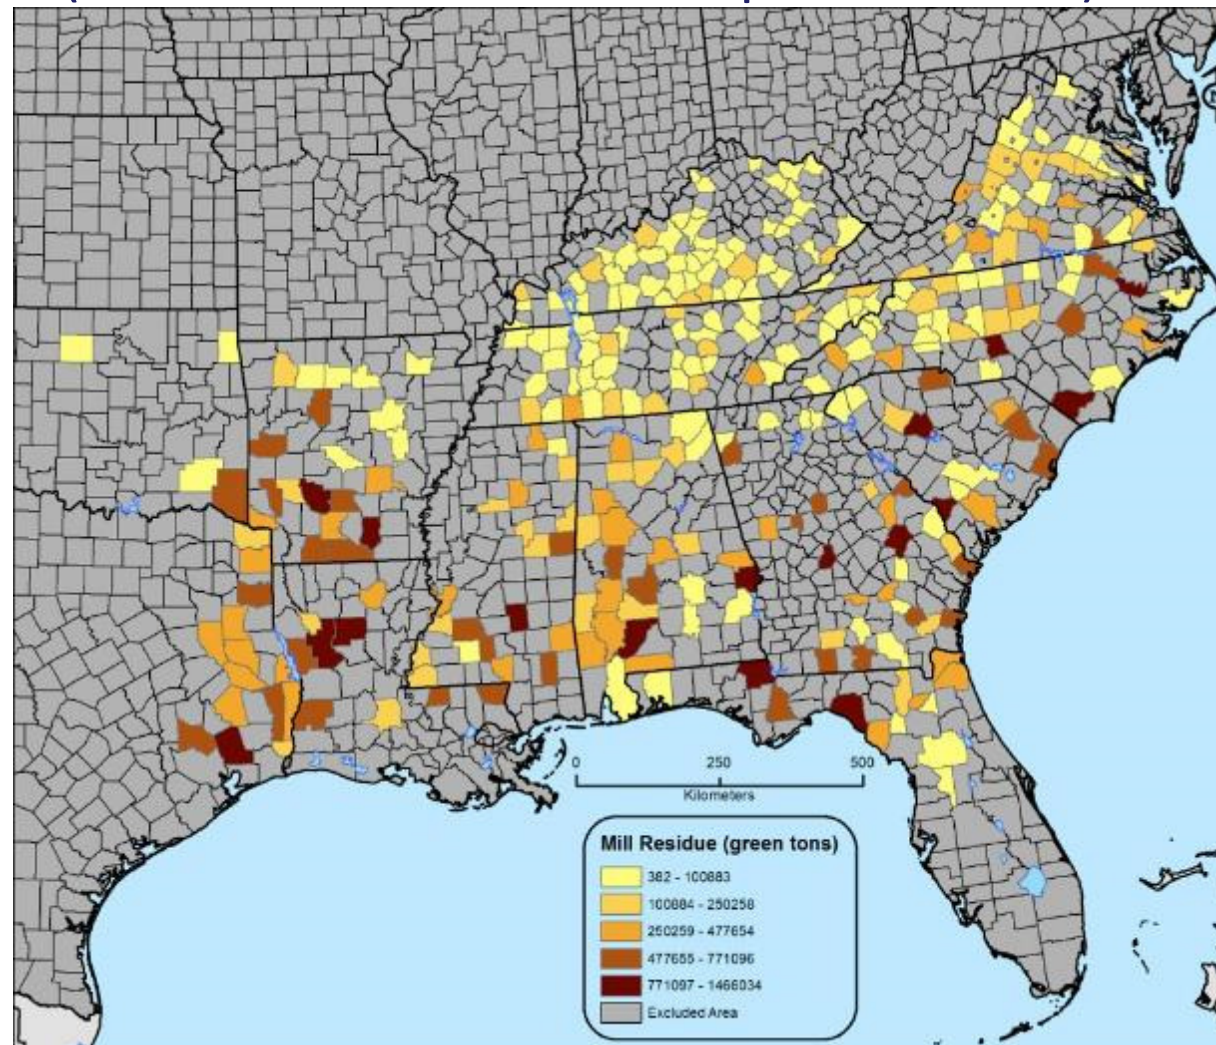 0 250 500
Kilometers
Mill Residue (green tons)
382 - 100883
100884 - 250258
250259 - 477654
477655 - 771096
771097 - 1466034
Excluded Area